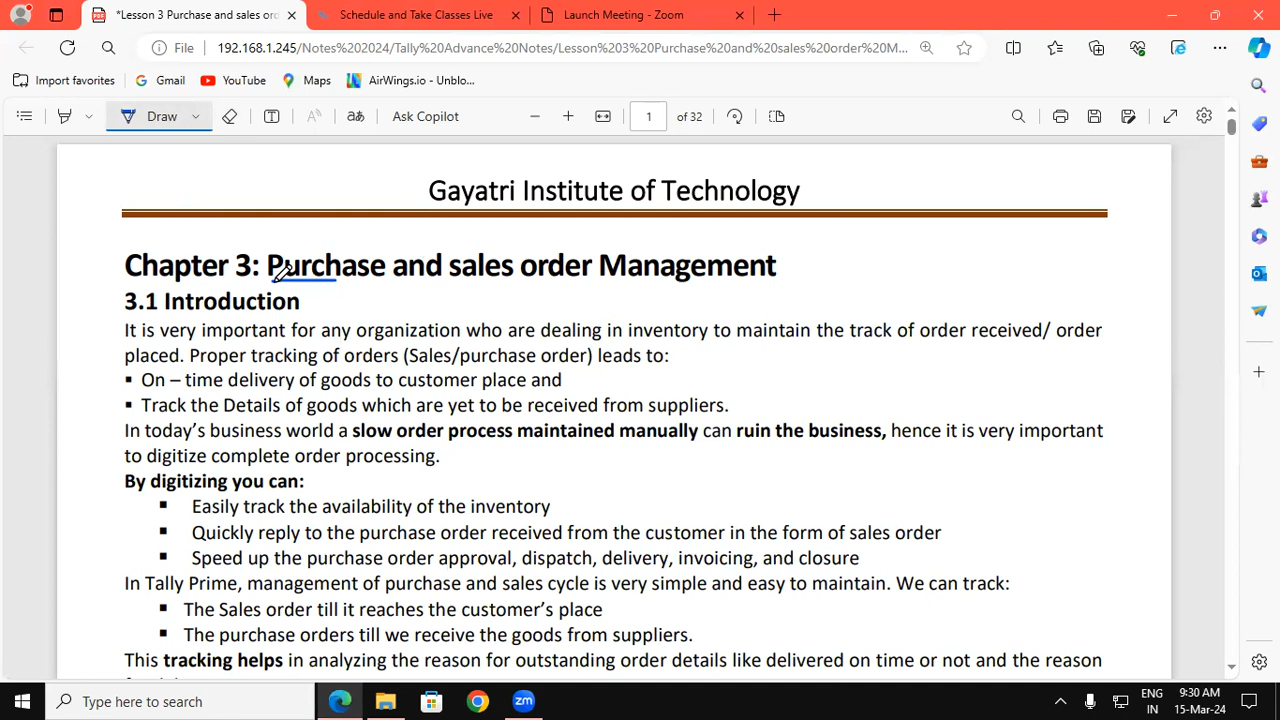 *Lesson 3 Purchase and sales ord
Schedule and Take Classes Live
Launch Meeting - Zoom
File
192.168.1.245/Notes%202024/Tally%20Advance%20Notes/Lesson%203%20Purchase%20and%20sales%20order%20M...
Import favorites
Gmail
YouTube
Maps
AirWings.io - Unblo...
Draw
Ask Copilot
1 of 32
Gayatri Institute of Technology
Chapter 3: Purchase and sales order Management
3.1 Introduction
It is very important for any organization who are dealing in inventory to maintain the track of order received/ order
placed. Proper tracking of orders (Sales/purchase order) leads to:
▪ On – time delivery of goods to customer place and
▪ Track the Details of goods which are yet to be received from suppliers.
In today's business world a slow order process maintained manually can ruin the business, hence it is very important
to digitize complete order processing.
By digitizing you can:
▪ Easily track the availability of the inventory
▪ Quickly reply to the purchase order received from the customer in the form of sales order
▪ Speed up the purchase order approval, dispatch, delivery, invoicing, and closure
In Tally Prime, management of purchase and sales cycle is very simple and easy to maintain. We can track:
▪ The Sales order till it reaches the customer's place
▪ The purchase orders till we receive the goods from suppliers.
This tracking helps in analyzing the reason for outstanding order details like delivered on time or not and the reason
Type here to search
zm
ENG
IN
9:30 AM
15-Mar-24